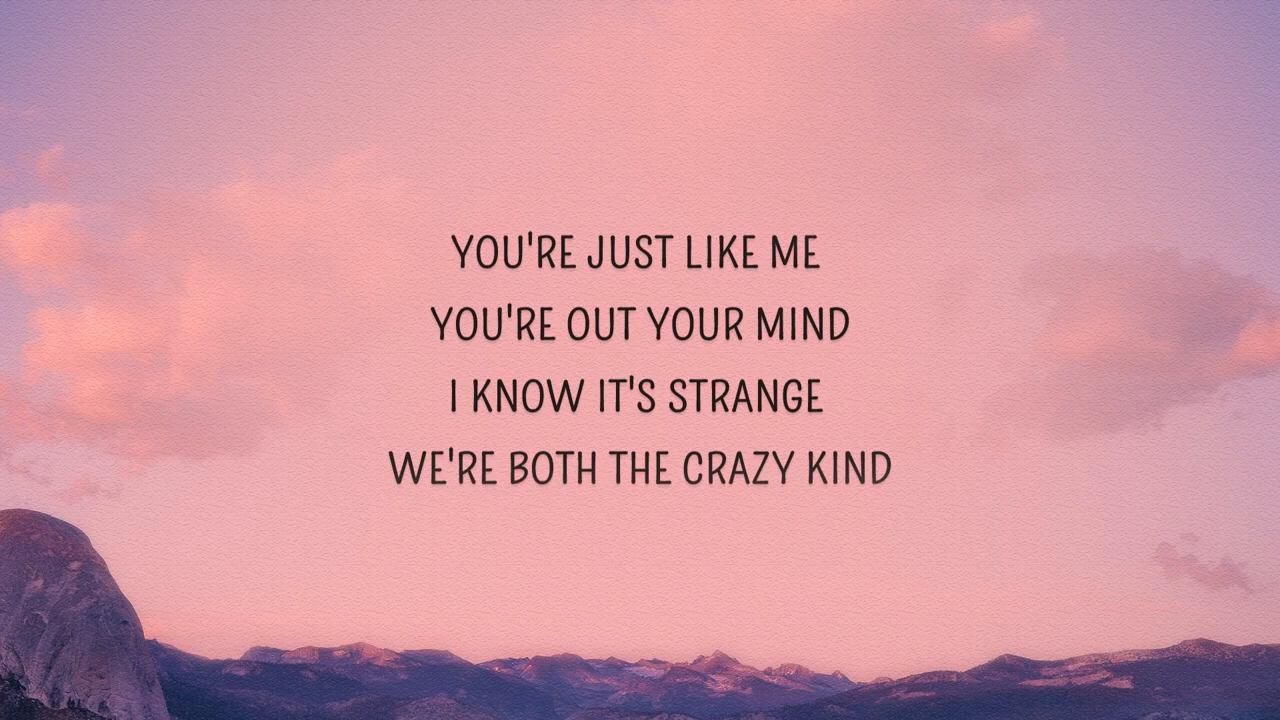 YOU'RE JUST LIKE ME
YOU'RE OUT YOUR MIND
I KNOW IT'S STRANGE
WE'RE BOTH THE CRAZY KIND